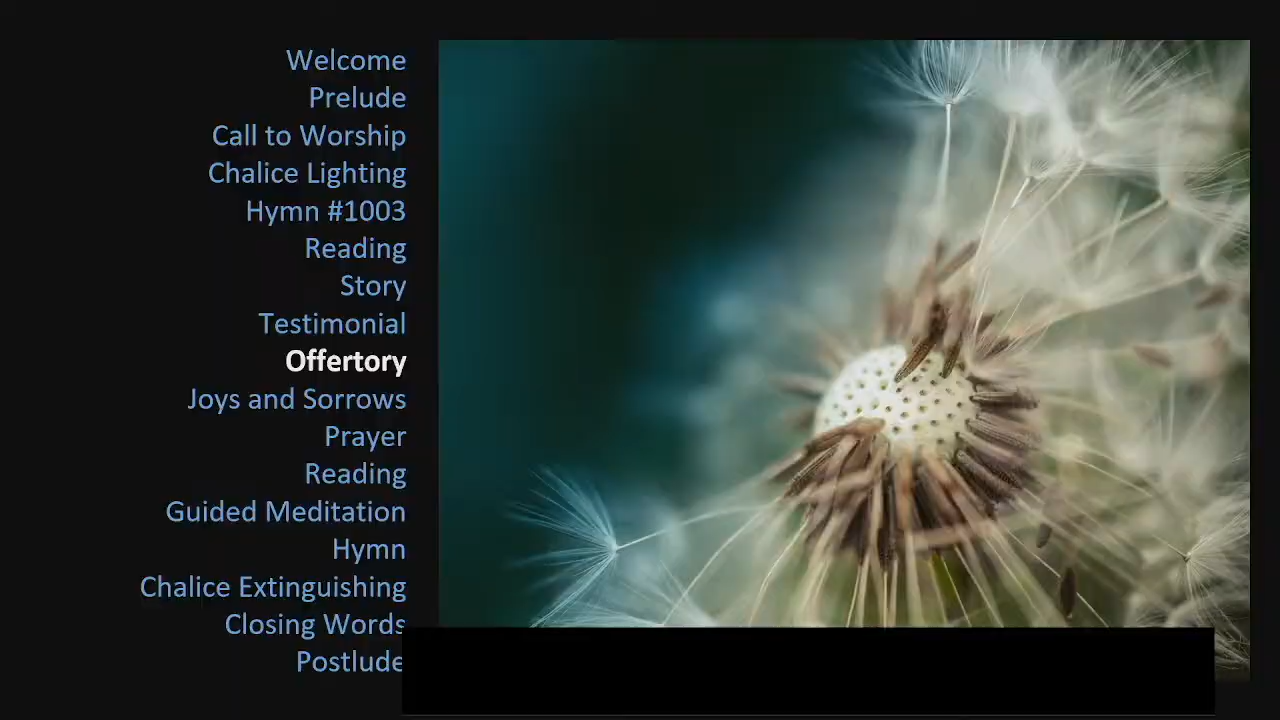 Welcome
Prelude
Call to Worship
Chalice Lighting
Hymn #1003
Reading
Story
Testimonial
Offertory
Joys and Sorrows
Prayer
Reading
Guided Meditation
Hymn
Chalice Extinguishing
Closing Words
Postlude